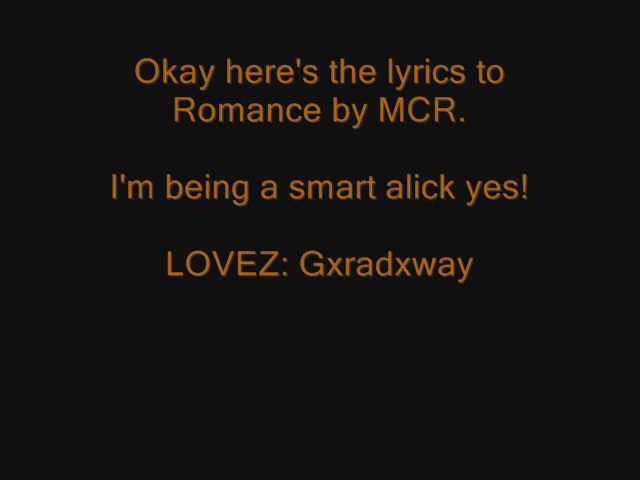 Okay here's the lyrics to
Romance by MCR.
I'm being a smart alick yes!
LOVEZ: Gxradxway